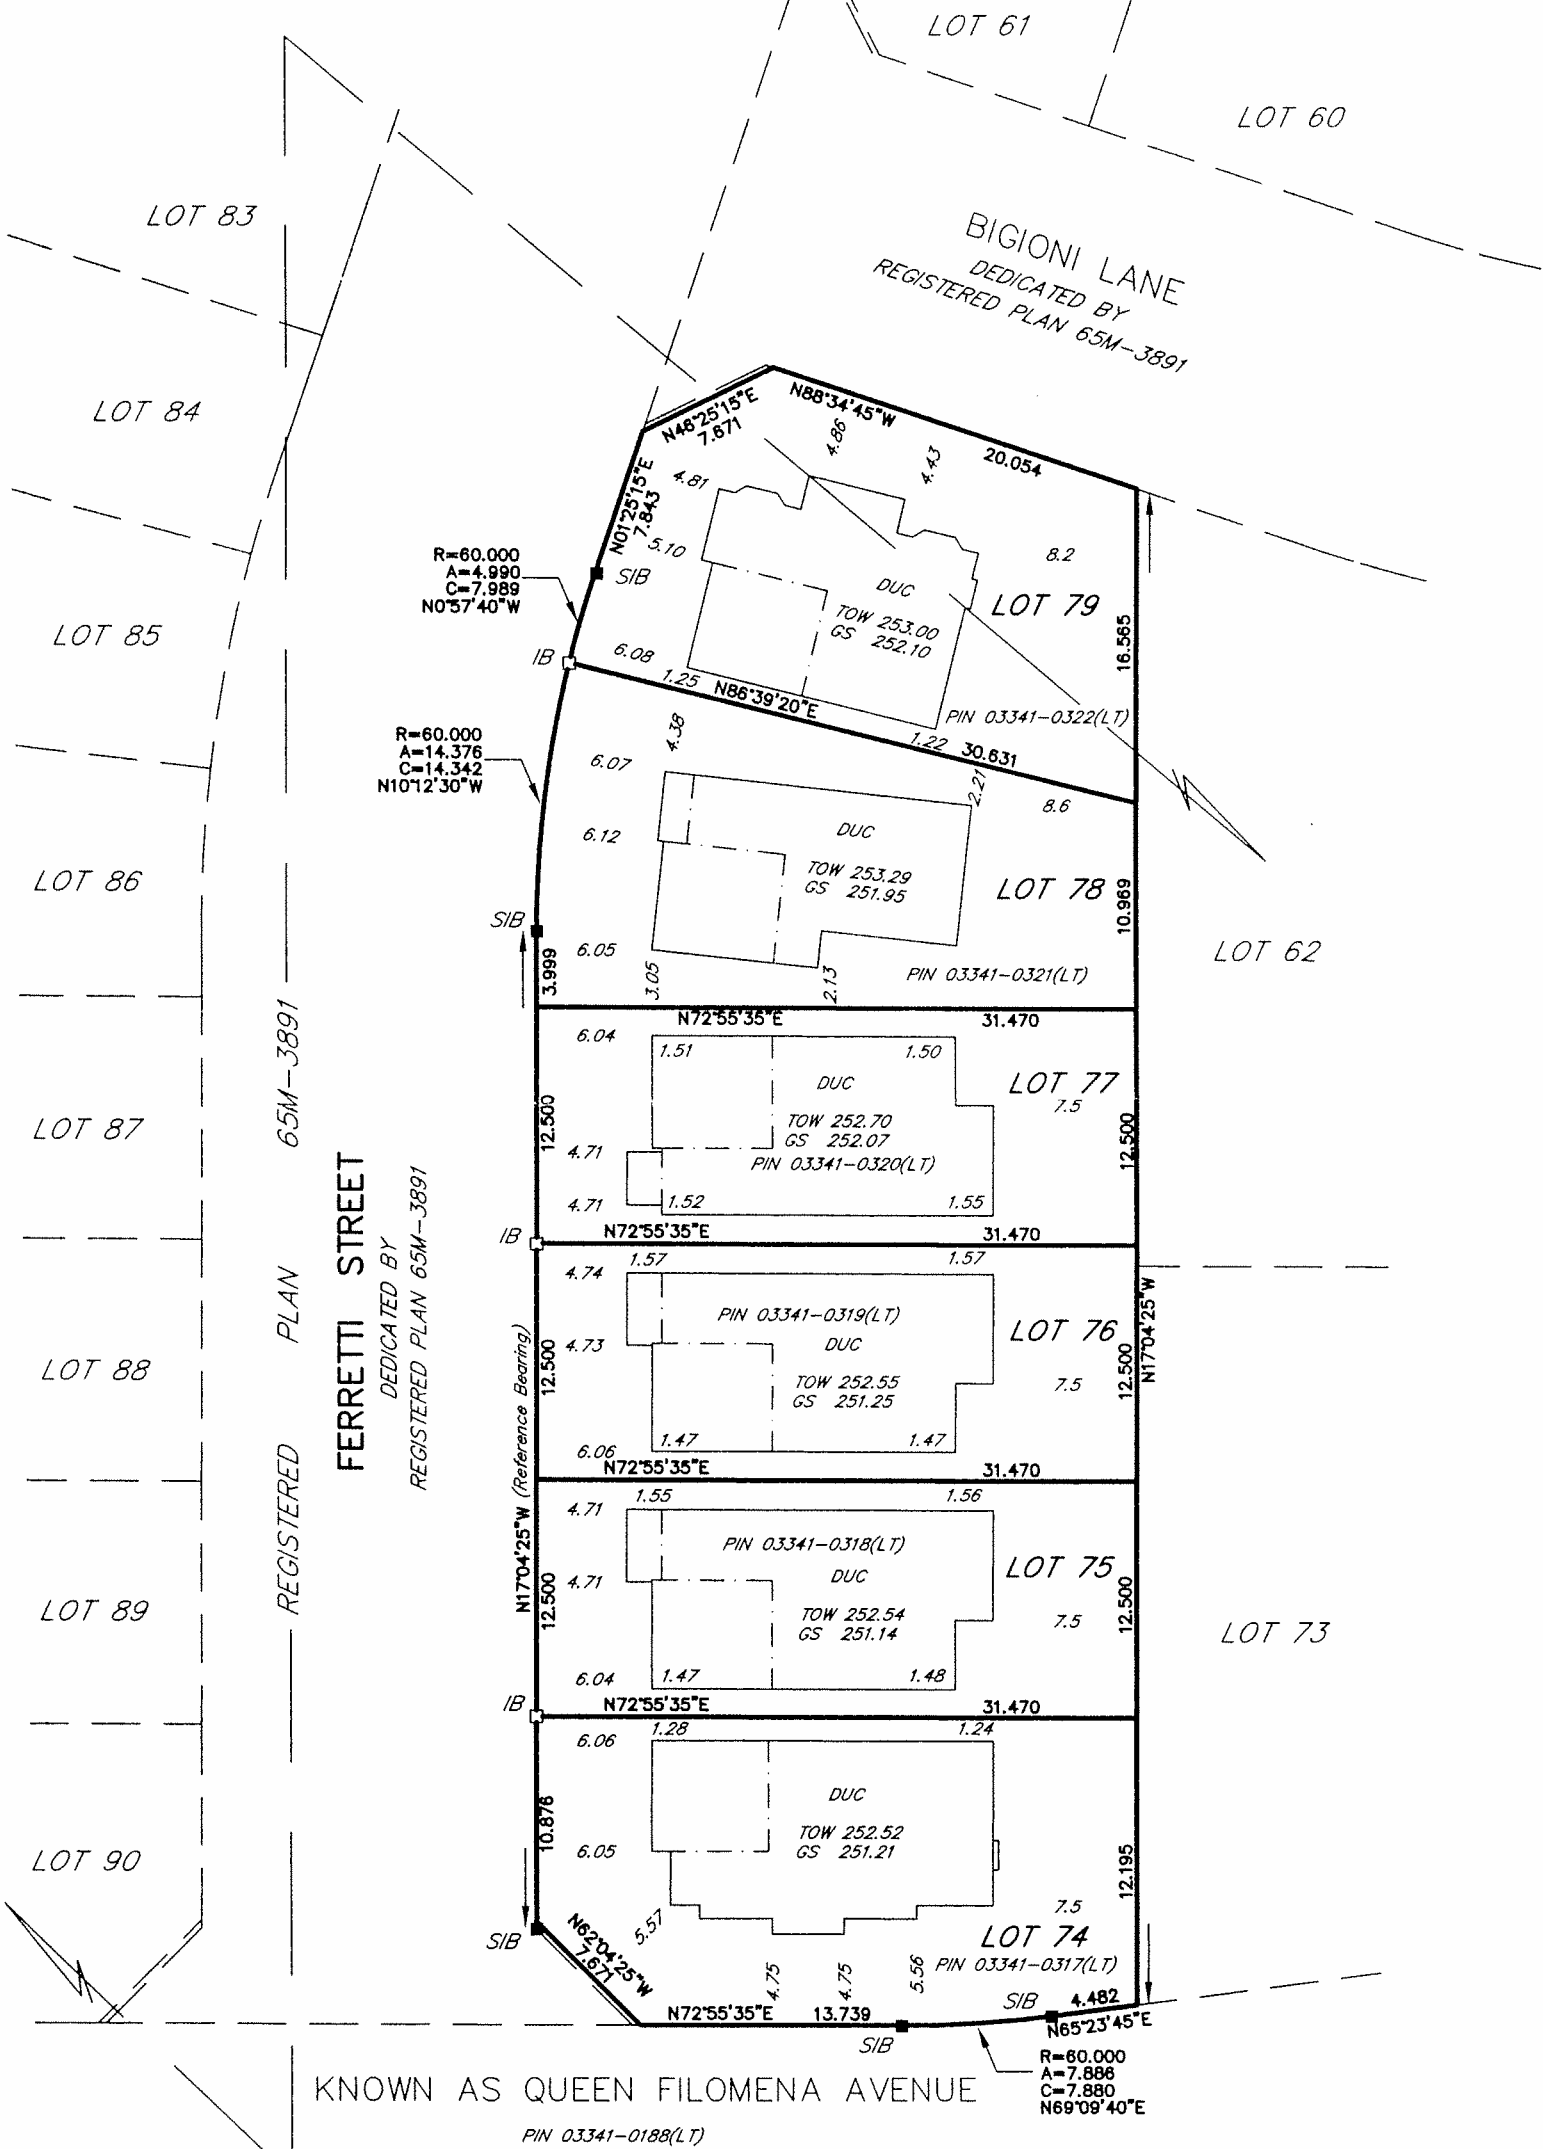 LOT 61
LOT 60
LOT 83
BIGIONI LANE
DEDICATED BY
REGISTERED PLAN 65M-3891
LOT 84
N48°25'15"E
7.671
N88°34'45"W
20.054
4.86
4.43
4.81
N01°25'15"E
7.843
5.10
8.2
R=60.000
A=4.990
C=7.989
N0°57'40"W
SIB
DUC
TOW 253.00
GS 252.10
LOT 79
16.565
LOT 85
IB
6.08
1.25
N86°39'20"E
PIN 03341-0322(LT)
1.22
30.631
R=60.000
A=14.376
C=14.342
N10°12'30"W
4.38
6.07
2.21
8.6
6.12
DUC
TOW 253.29
GS 251.95
LOT 78
10.969
LOT 86
SIB
LOT 62
6.05
3.999
3.05
2.13
PIN 03341-0321(LT)
N72°55'35"E
31.470
6.04
1.51
1.50
DUC
LOT 77
7.5
TOW 252.70
GS 252.07
PIN 03341-0320(LT)
12.500
12.500
LOT 87
4.71
4.71
1.52
1.55
IB
N72°55'35"E
31.470
REGISTERED PLAN 65M-3891
FERRETTI STREET
DEDICATED BY
REGISTERED PLAN 65M-3891
4.74
1.57
1.57
PIN 03341-0319(LT)
DUC
LOT 76
4.73
TOW 252.55
GS 251.25
7.5
12.500
12.500
N17°04'25"W
LOT 88
6.06
1.47
1.47
N72°55'35"E
31.470
N17°04'25"W (Reference Bearing)
1.55
1.56
4.71
PIN 03341-0318(LT)
DUC
LOT 75
4.71
TOW 252.54
GS 251.14
7.5
12.500
12.500
LOT 89
LOT 73
6.04
1.47
1.48
IB
N72°55'35"E
31.470
6.06
1.28
1.24
DUC
TOW 252.52
GS 251.21
10.876
6.05
12.195
LOT 90
7.5
LOT 74
PIN 03341-0317(LT)
SIB
N62°04'25"W
7.671
5.57
4.75
4.75
5.56
SIB
4.482
N65°23'45"E
N72°55'35"E
13.739
SIB
R=60.000
A=7.886
C=7.880
N69°09'40"E
KNOWN AS QUEEN FILOMENA AVENUE
PIN 03341-0188(LT)